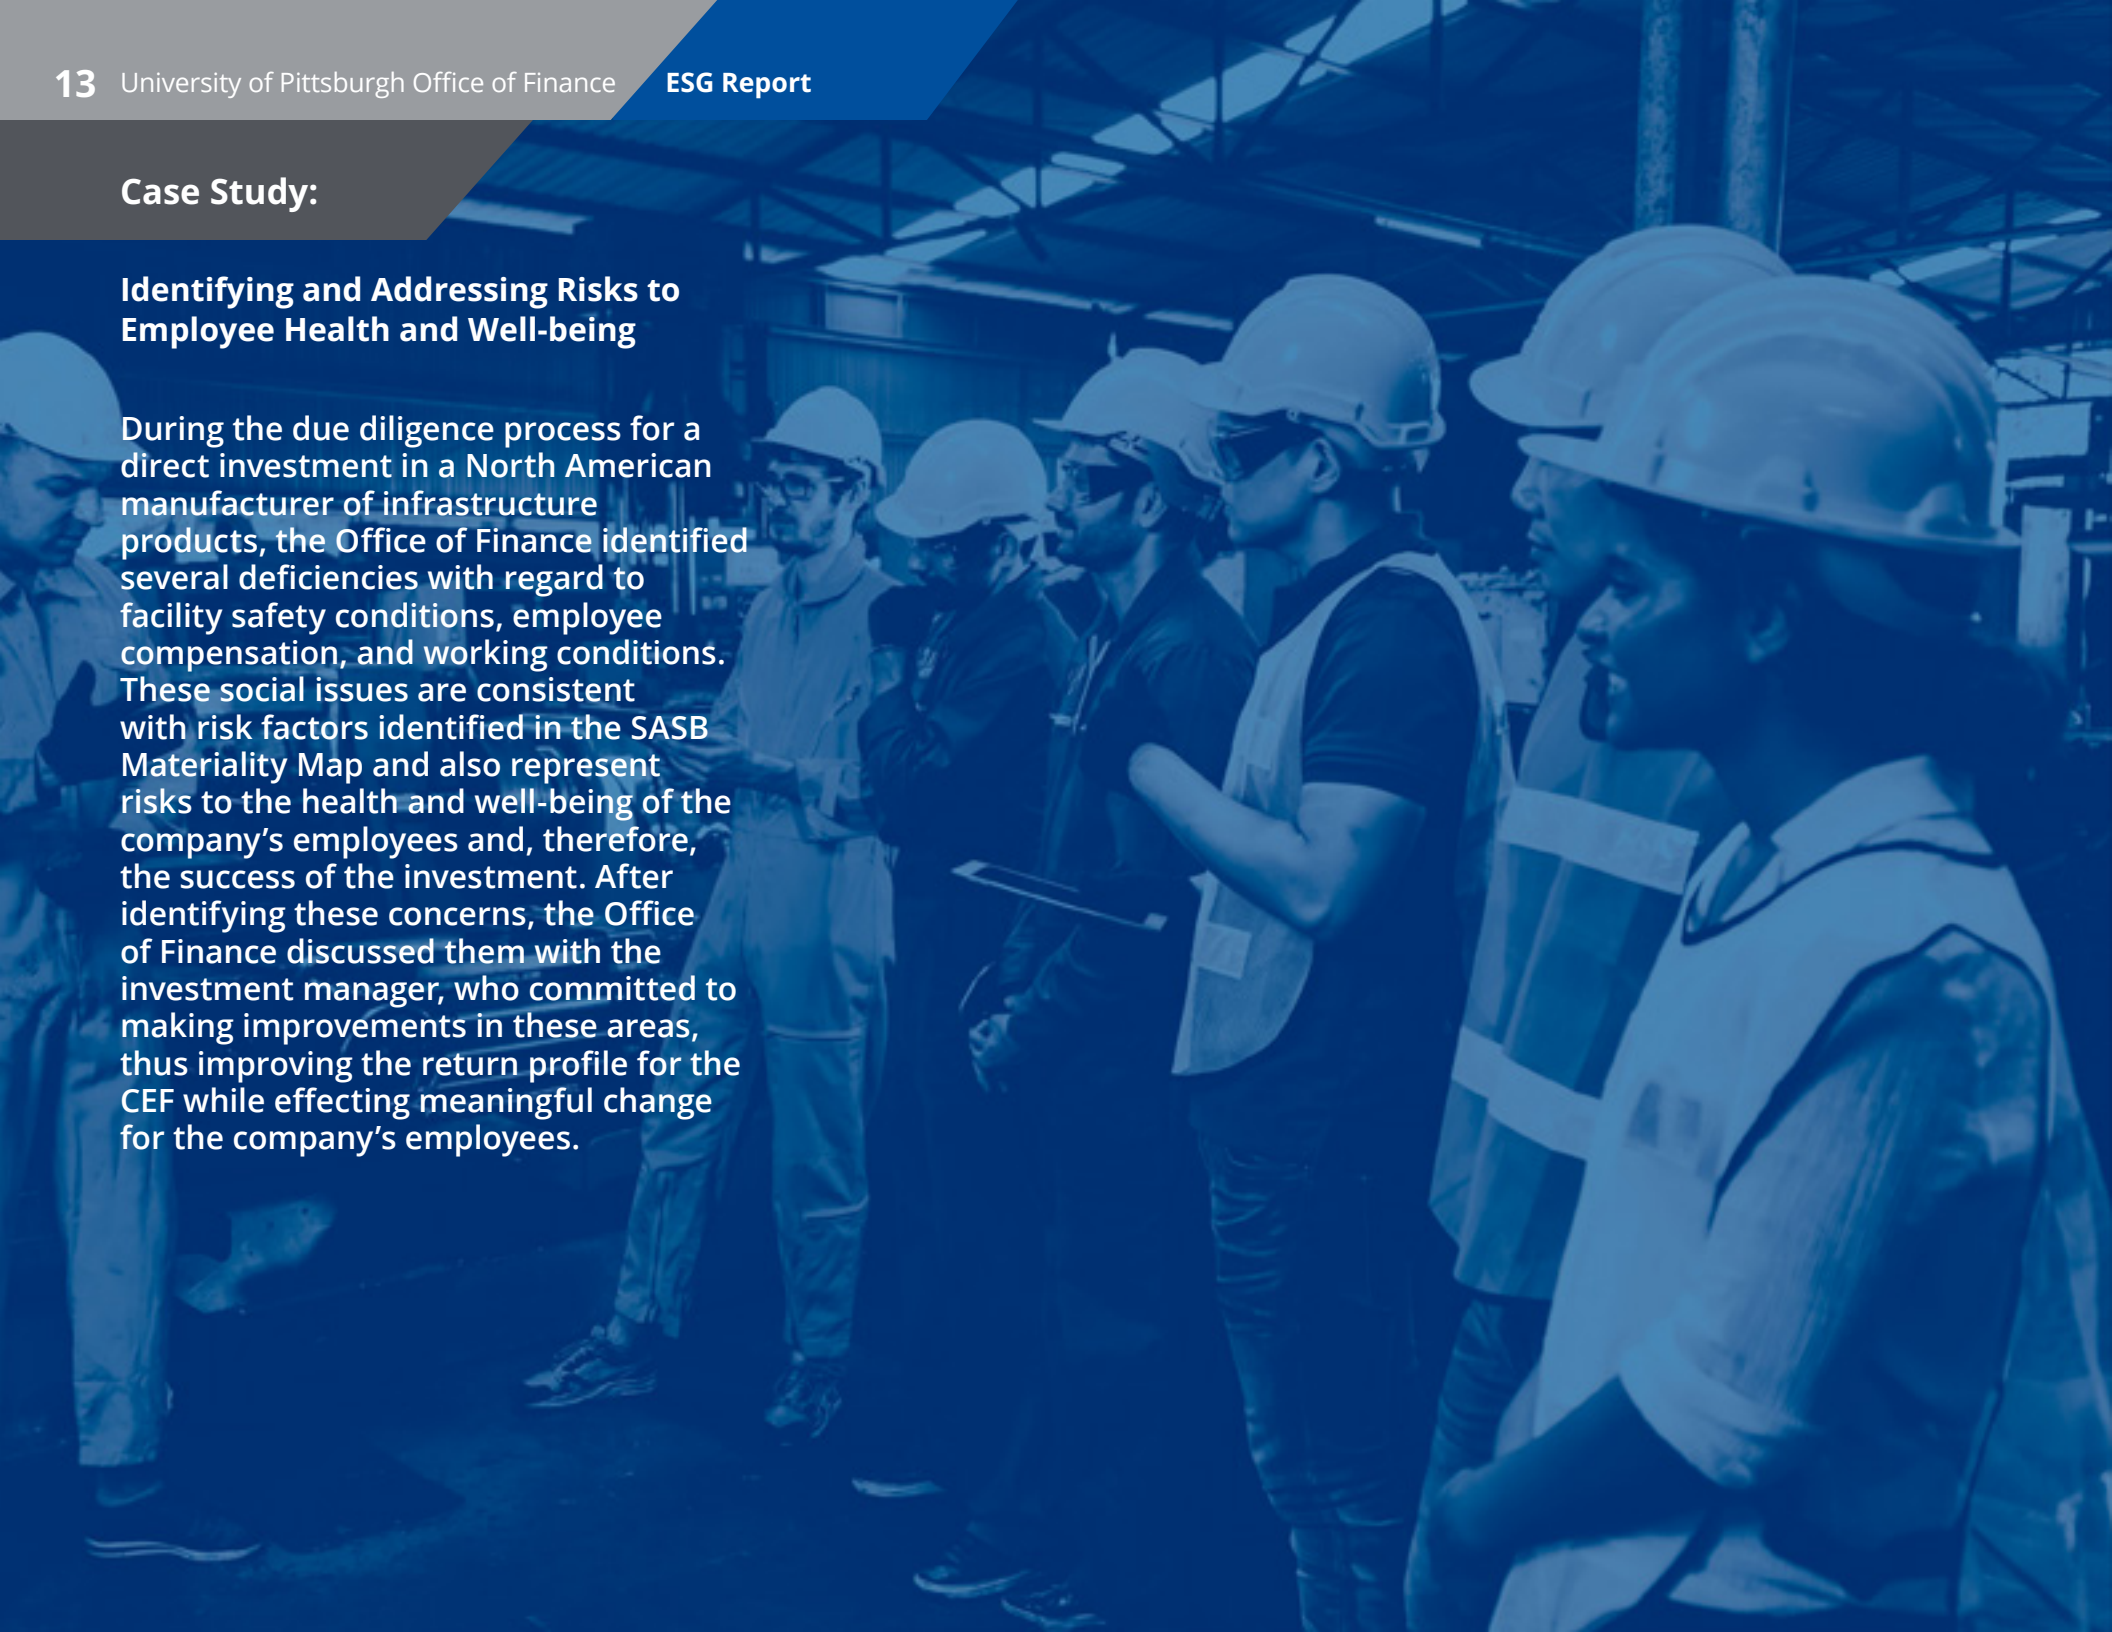 13 University of Pittsburgh Office of Finance ESG Report
Case Study:
Identifying and Addressing Risks to
Employee Health and Well-being
During the due diligence process for a
direct investment in a North American
manufacturer of infrastructure
products, the Office of Finance identified
several deficiencies with regard to
facility safety conditions, employee
compensation, and working conditions.
These social issues are consistent
with risk factors identified in the SASB
Materiality Map and also represent
risks to the health and well-being of the
company’s employees and, therefore,
the success of the investment. After
identifying these concerns, the Office
of Finance discussed them with the
investment manager, who committed to
making improvements in these areas,
thus improving the return profile for the
CEF while effecting meaningful change
for the company’s employees.